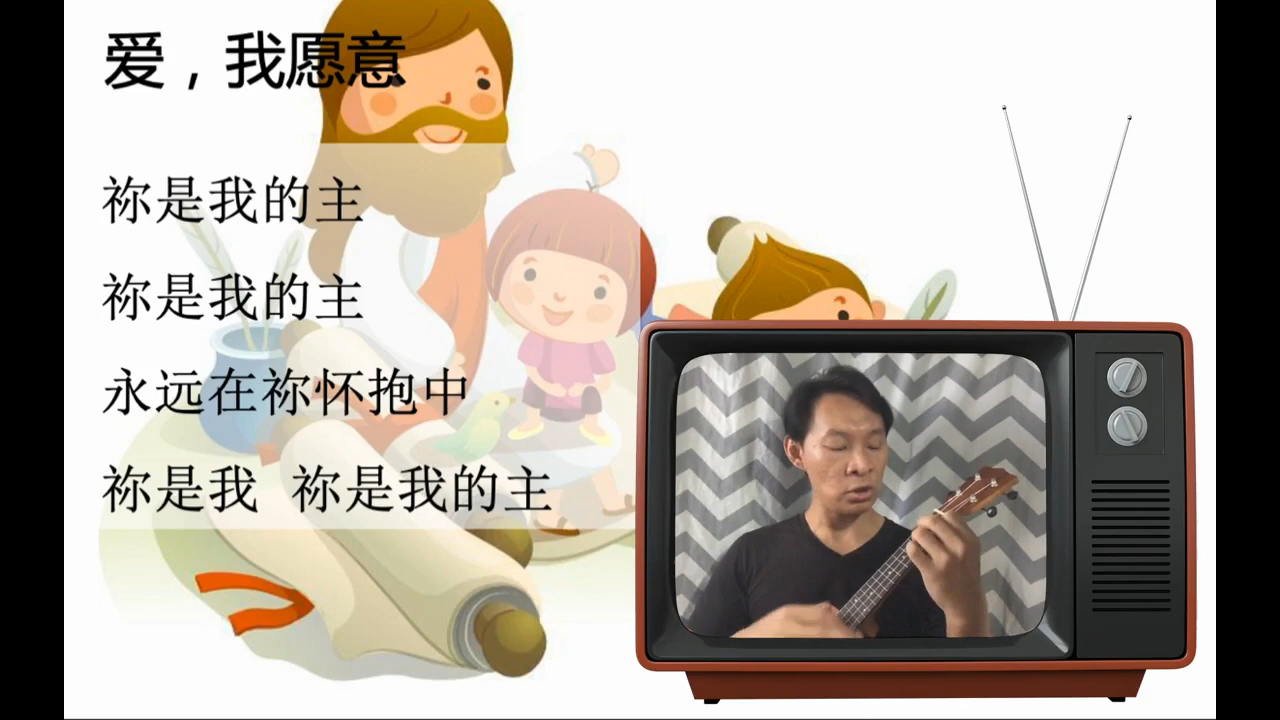 爱，我愿意
祢是我的主
祢是我的主
永远在祢怀抱中
祢是我 祢是我的主